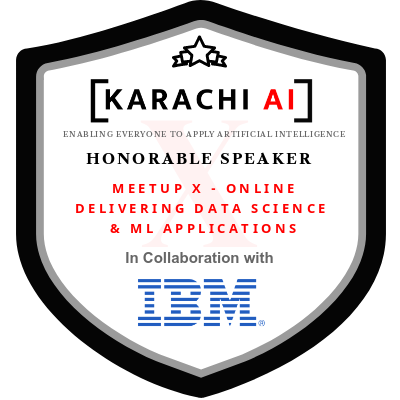 [KARACHI AI]
ENABLING EVERYONE TO APPLY ARTIFICIAL INTELLIGENCE
HONORABLE SPEAKER
MEETUP X - ONLINE
DELIVERING DATA SCIENCE
& ML APPLICATIONS
In Collaboration with
IBM®
X